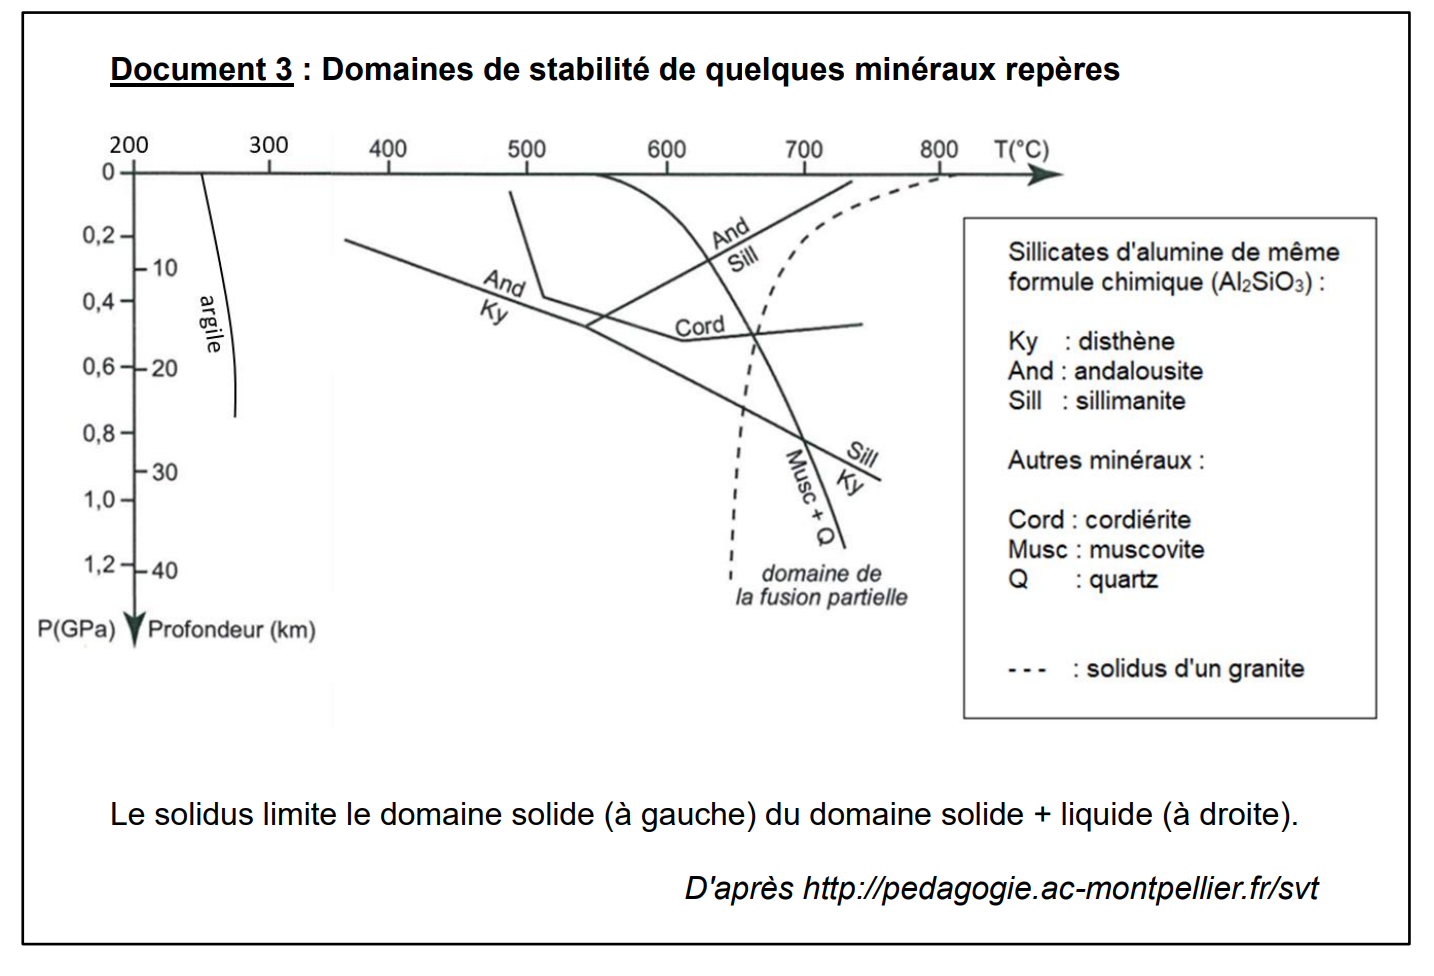 Document 3 : Domaines de stabilité de quelques minéraux repères
200 300 400 500 600 700 800 T(°C)
0
0,2
10
0,4
0,6
20
0,8
30
1,0
1,2
40
P(GPa) Profondeur (km)
argile
And
Ky
And
Sill
Cord
Sill
Ky
Musc + Q
domaine de
la fusion partielle
Sillicates d'alumine de même
formule chimique (Al₂SiO₃) :
Ky : disthène
And : andalousite
Sill : sillimanite
Autres minéraux :
Cord : cordiérite
Musc : muscovite
Q : quartz
--- : solidus d'un granite
Le solidus limite le domaine solide (à gauche) du domaine solide + liquide (à droite).
D'après http://pedagogie.ac-montpellier.fr/svt